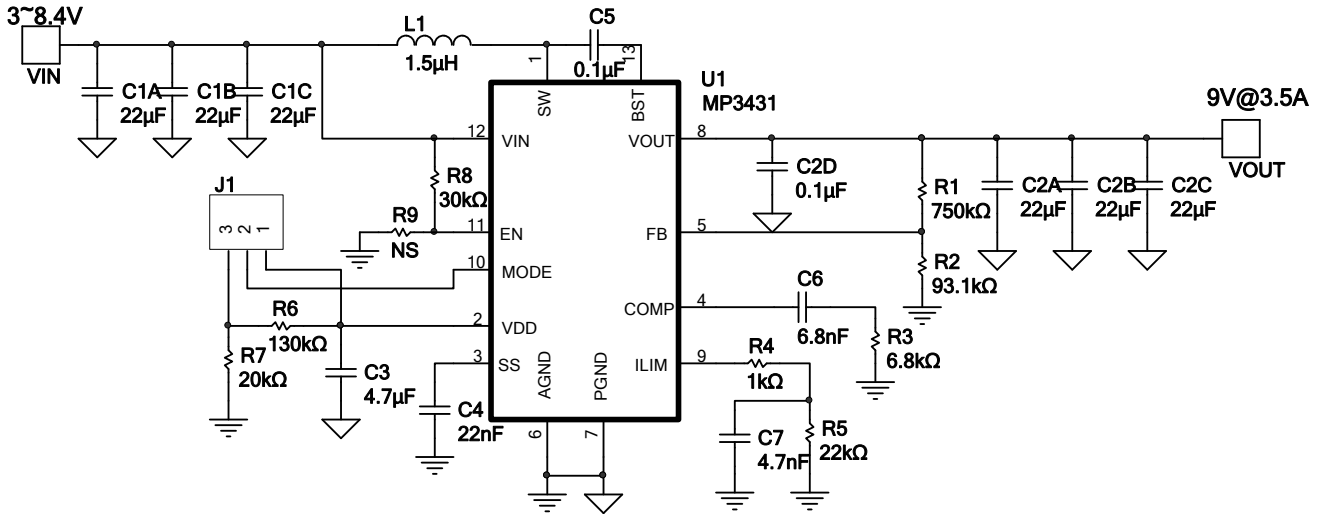 3~8.4V
VIN
C1A
22µF
C1B
22µF
C1C
22µF
L1
1.5µH
C5
0.1µF
1
13
SW
BST
U1
MP3431
9V@3.5A
VOUT
12
VIN
VOUT
8
R8
30kΩ
C2D
0.1µF
R1
750kΩ
C2A
22µF
C2B
22µF
C2C
22µF
J1
3
2
1
R9
NS
11
EN
FB
5
10
MODE
R2
93.1kΩ
COMP
4
C6
6.8nF
R3
6.8kΩ
R6
130kΩ
2
VDD
R7
20kΩ
C3
4.7µF
3
SS
ILIM
9
R4
1kΩ
AGND
PGND
C4
22nF
6
7
C7
4.7nF
R5
22kΩ